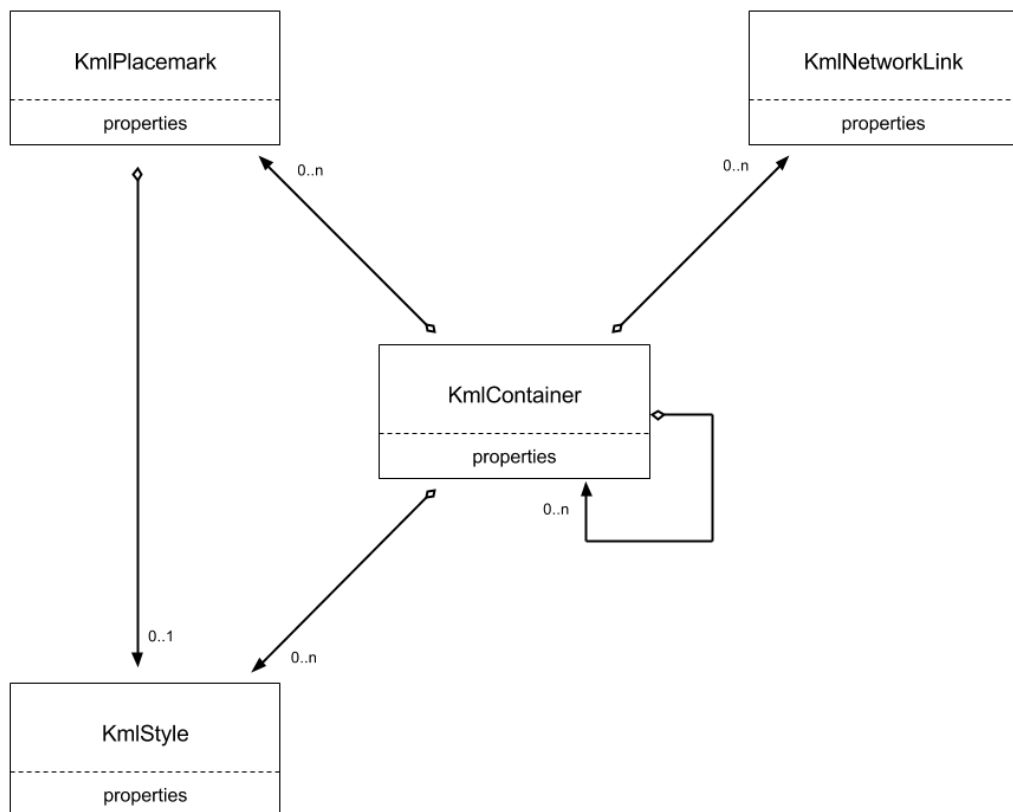 KmlPlacemark
properties
KmlNetworkLink
properties
0..n
0..n
KmlContainer
properties
0..n
0..1
0..n
KmlStyle
properties